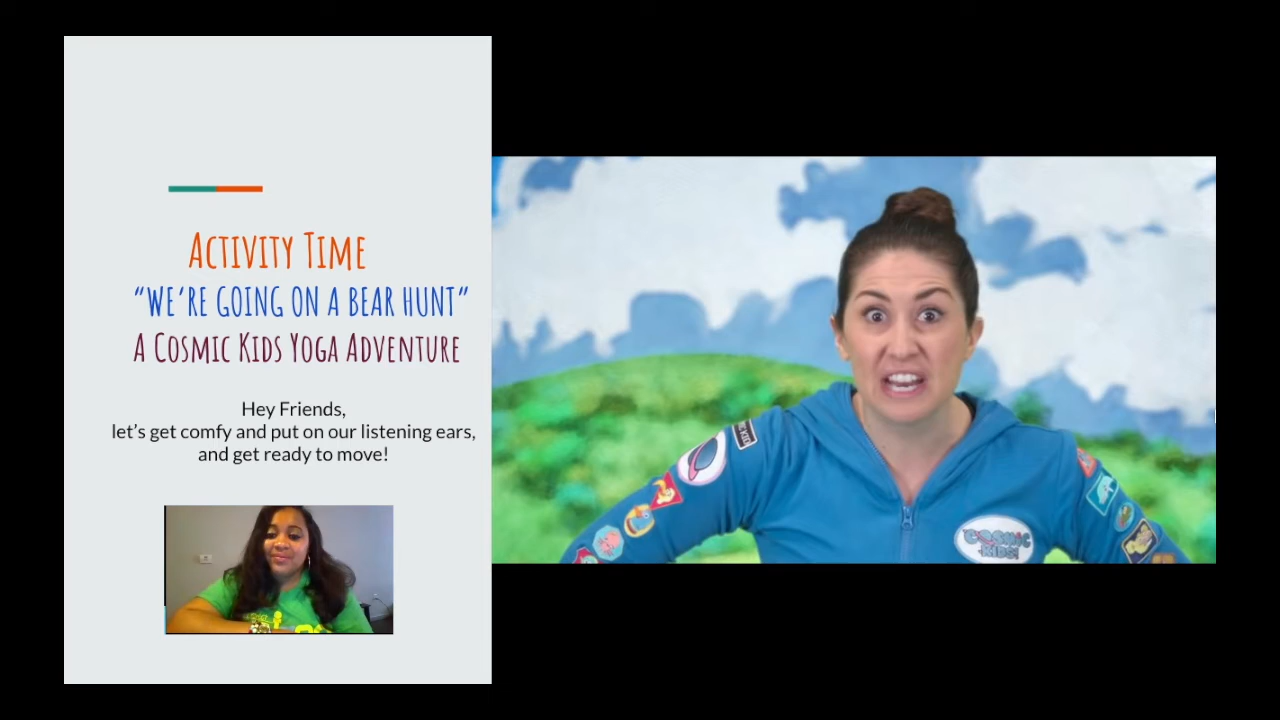 Activity Time
“WE’RE GOING ON A BEAR HUNT”
A Cosmic Kids Yoga Adventure
Hey Friends,
let’s get comfy and put on our listening ears,
and get ready to move!
COSMIC
KIDS!